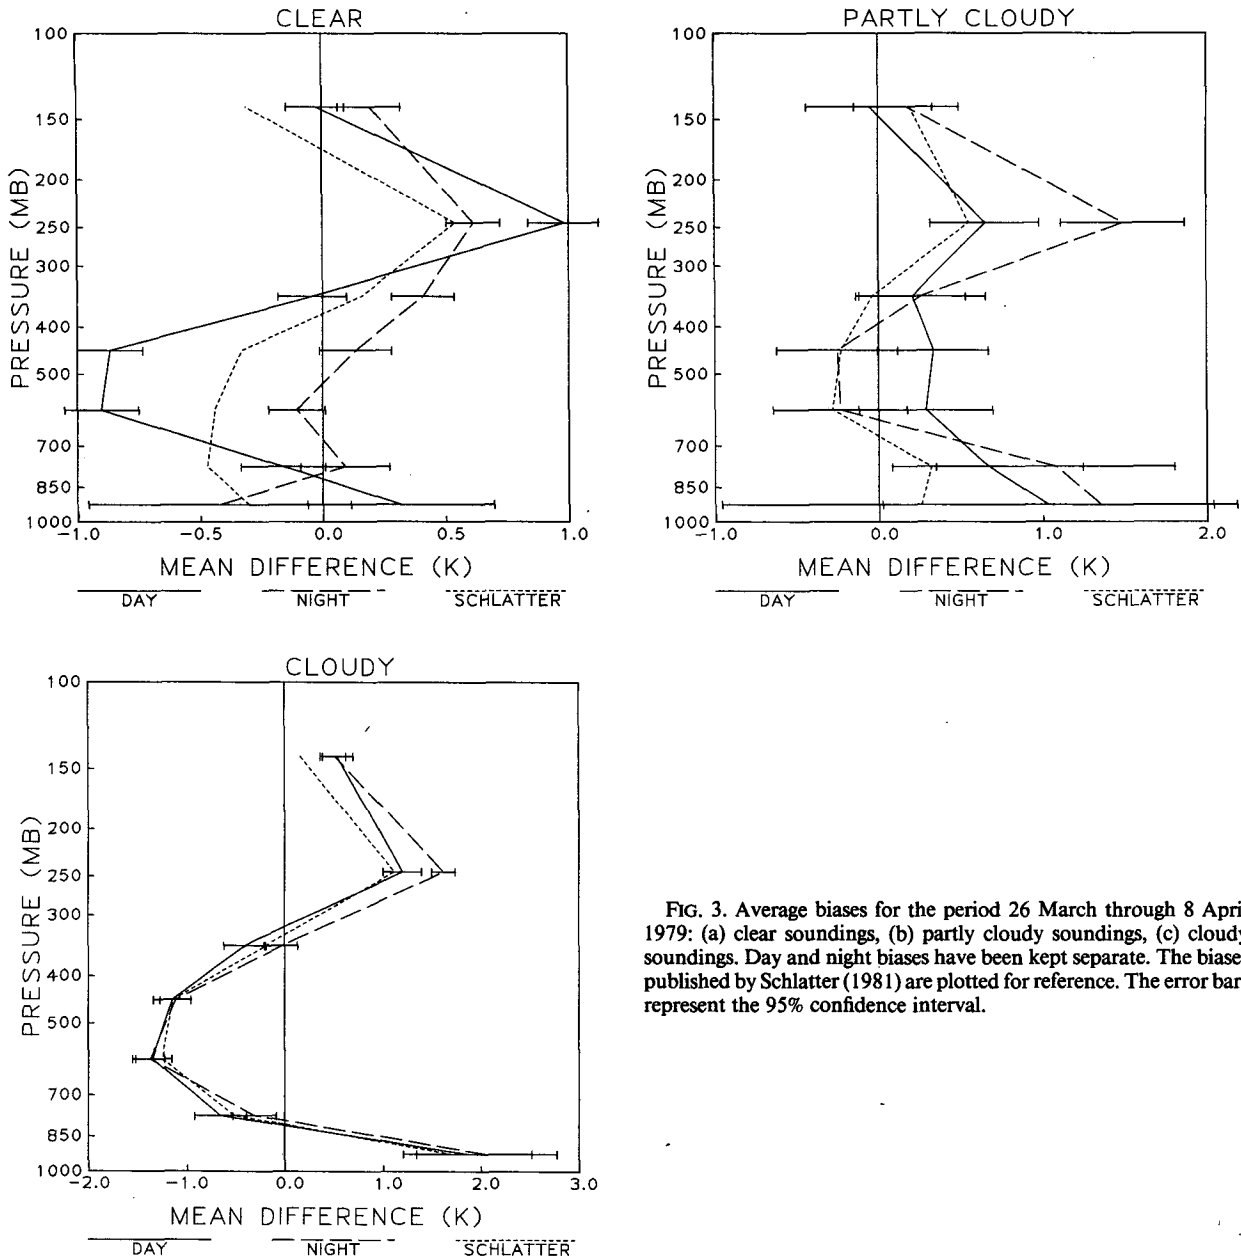 CLEAR
100
150
200
250
300
400
500
700
850
1000
PRESSURE (MB)
-1.0
-0.5
0.0
0.5
1.0
MEAN DIFFERENCE (K)
DAY
NIGHT
SCHLATTER
PARTLY CLOUDY
100
150
200
250
300
400
500
700
850
1000
PRESSURE (MB)
-1.0
0.0
1.0
2.0
MEAN DIFFERENCE (K)
DAY
NIGHT
SCHLATTER
CLOUDY
100
150
200
250
300
400
500
700
850
1000
PRESSURE (MB)
-2.0
-1.0
0.0
1.0
2.0
3.0
MEAN DIFFERENCE (K)
DAY
NIGHT
SCHLATTER
FIG. 3. Average biases for the period 26 March through 8 Apri
1979: (a) clear soundings, (b) partly cloudy soundings, (c) cloudy
soundings. Day and night biases have been kept separate. The biase
published by Schlatter (1981) are plotted for reference. The error bar
represent the 95% confidence interval.